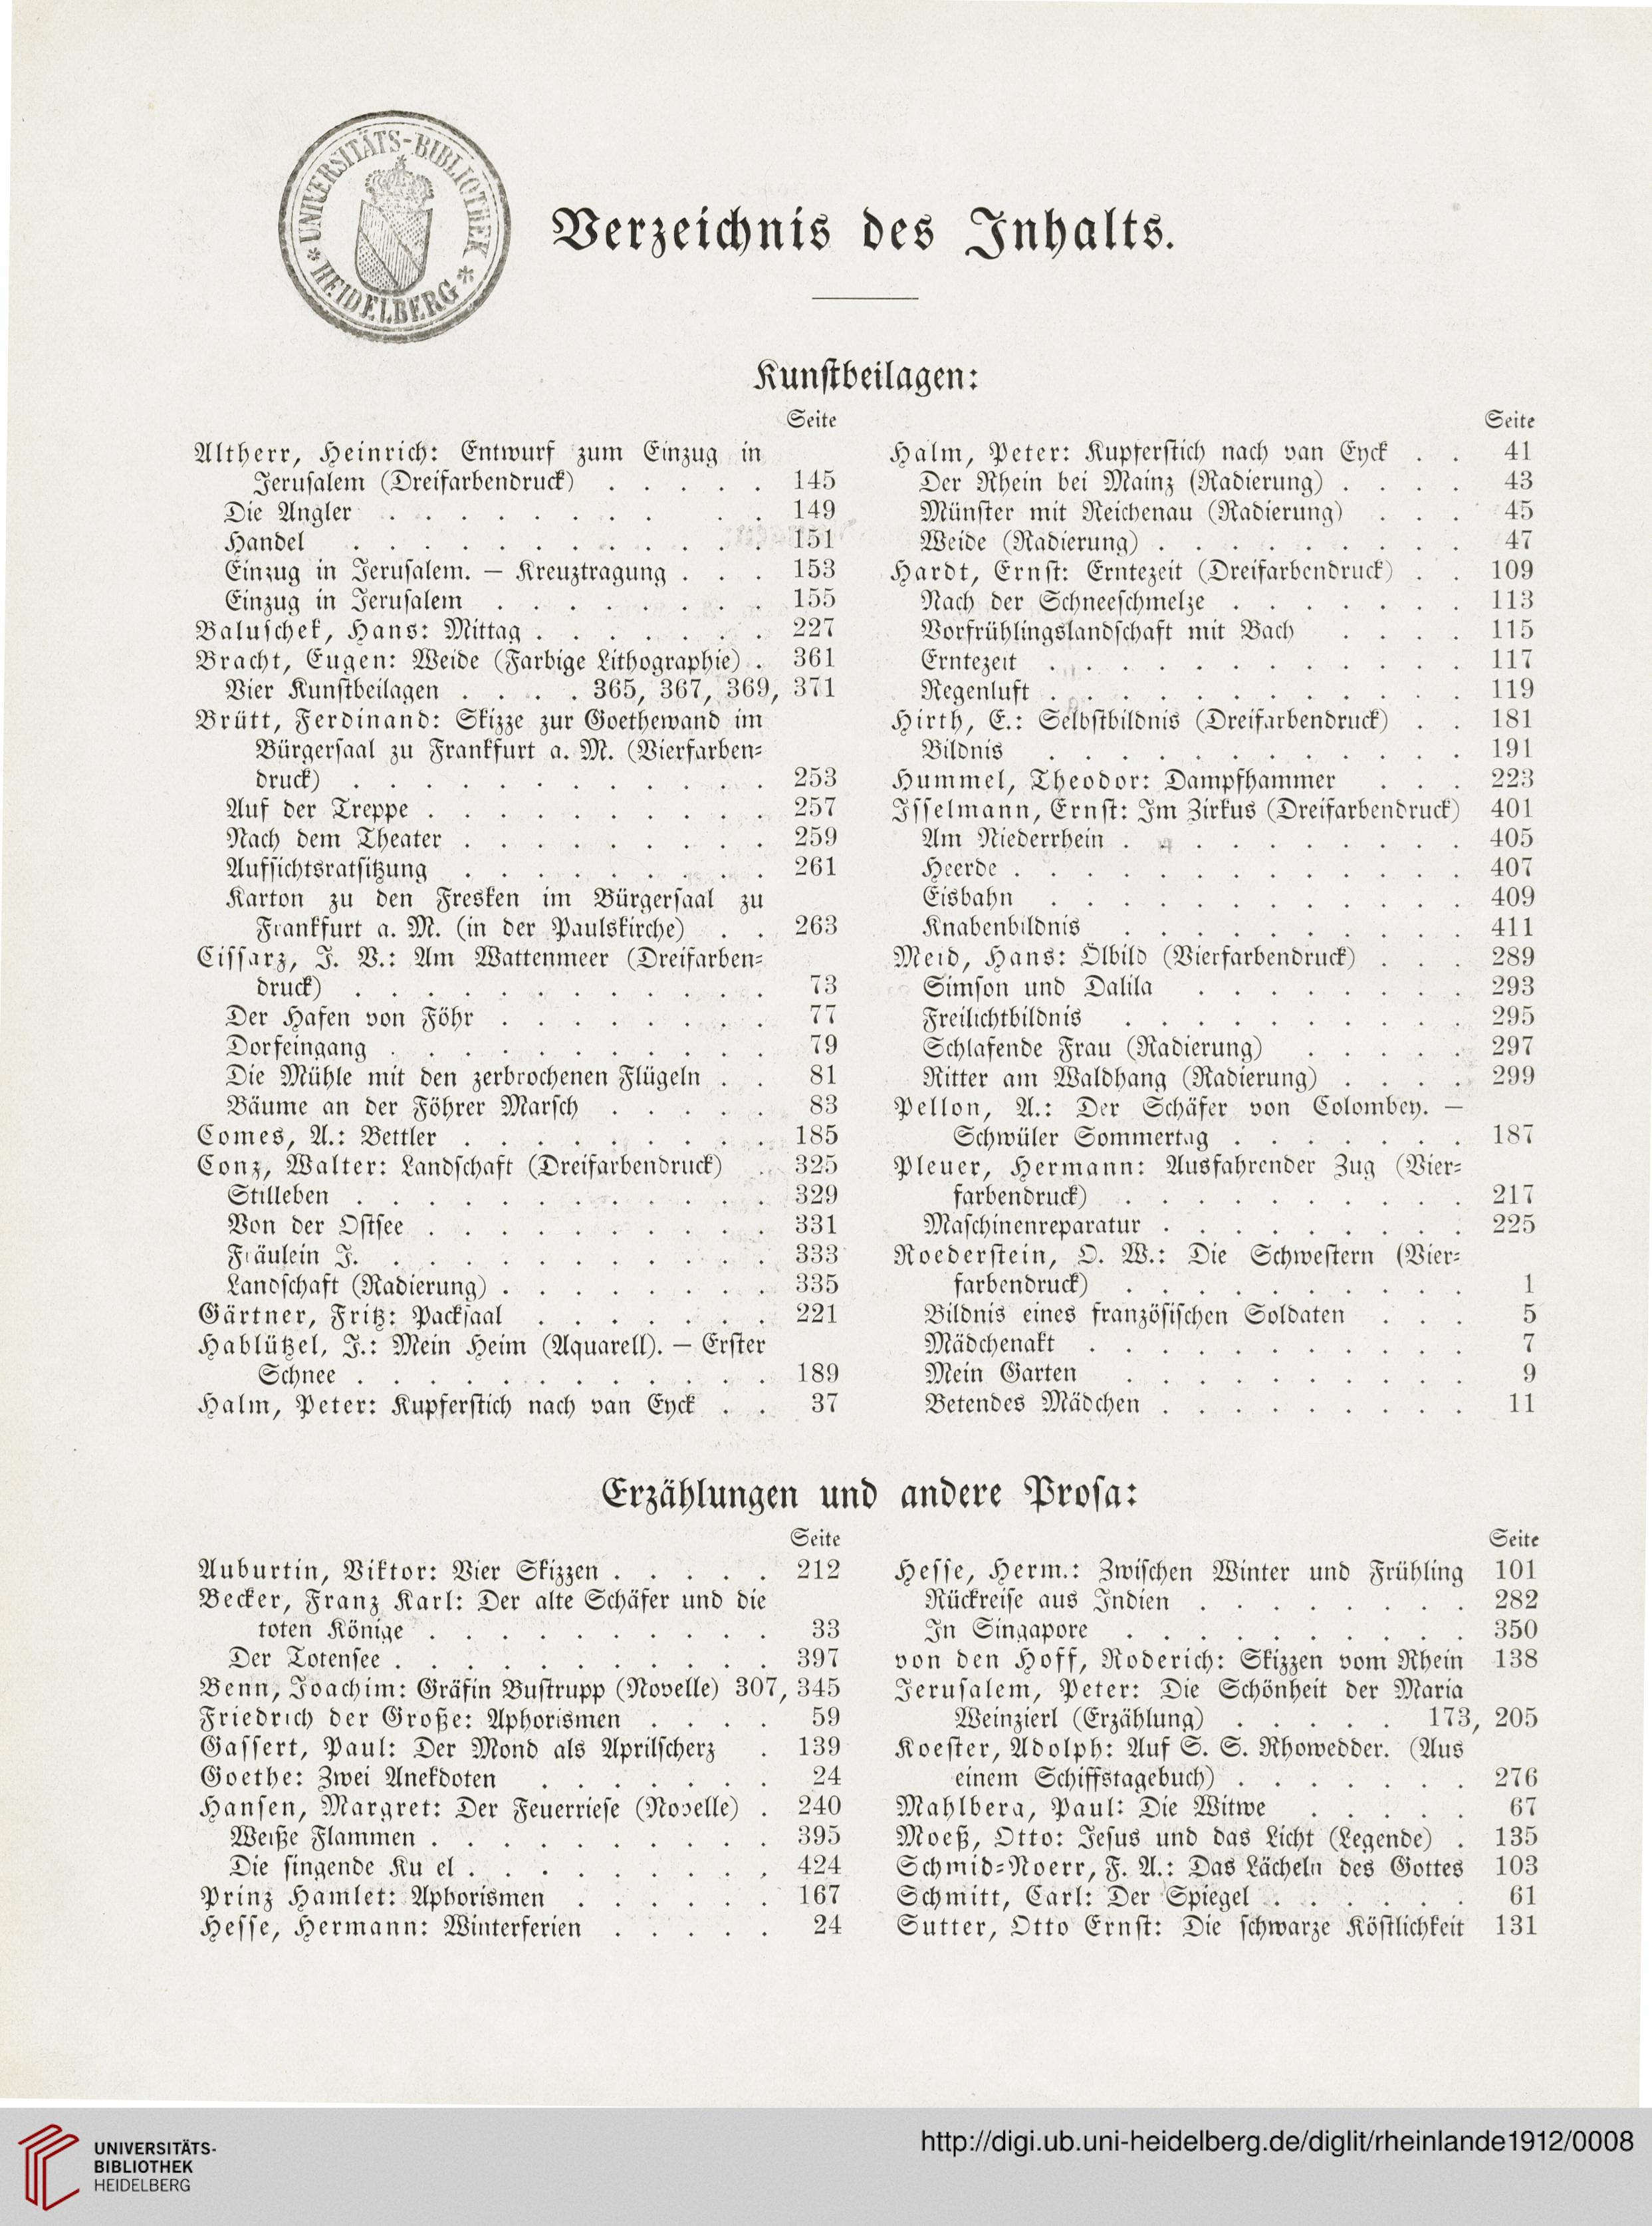 UNIVERSITÄTS-BIBLIOTHEK
* HEIDELBERG *
Verzeichnis des Inhalts.
Kunstbeilagen:
Seite
Altherr, Heinrich: Entwurf zum Einzug in
Jerusalem (Dreifarbendruck) . . . . . 145
Die Angler . . . . . . . . . . 149
Handel . . . . . . . . . . . . 151
Einzug in Jerusalem. — Kreuztragung . . . 153
Einzug in Jerusalem . . . . . . . . 155
Baluschek, Hans: Mittag . . . . . . . 227
Bracht, Eugen: Weide (Farbige Lithographie) . 361
Vier Kunstbeilagen . . . . 365, 367, 369, 371
Brütt, Ferdinand: Skizze zur Goethewand im
Bürgersaal zu Frankfurt a. M. (Vierfarben-
druck) . . . . . . . . . . . . 253
Auf der Treppe . . . . . . . . . . 257
Nach dem Theater . . . . . . . . . 259
Aufsichtsratsitzung . . . . . . . . . 261
Karton zu den Fresken im Bürgersaal zu
Frankfurt a. M. (in der Paulskirche) . . 263
Cissarz, J. V.: Am Wattenmeer (Dreifarben-
druck) . . . . . . . . . . . . 73
Der Hafen von Föhr . . . . . . . . 77
Dorfeingang . . . . . . . . . . . 79
Die Mühle mit den zerbrochenen Flügeln . . 81
Bäume an der Föhrer Marsch . . . . . 83
Comes, A.: Bettler . . . . . . . . . 185
Conz, Walter: Landschaft (Dreifarbendruck) . 325
Stilleben . . . . . . . . . . . . 329
Von der Ostsee . . . . . . . . . . 331
Fräulein J. . . . . . . . . . . . 333
Landschaft (Radierung) . . . . . . . . 335
Gärtner, Fritz: Packsaal . . . . . . . 221
Hablützel, J.: Mein Heim (Aquarell). — Erster
Schnee . . . . . . . . . . . . 189
Halm, Peter: Kupferstich nach van Eyck . . 37
Seite
Halm, Peter: Kupferstich nach van Eyck . . 41
Der Rhein bei Mainz (Radierung) . . . . 43
Münster mit Reichenau (Radierung) . . . 45
Weide (Radierung) . . . . . . . . . 47
Hardt, Ernst: Erntezeit (Dreifarbendruck) . . 109
Nach der Schneeschmelze . . . . . . . 113
Vorfrühlingslandschaft mit Bach . . . . 115
Erntezeit . . . . . . . . . . . . 117
Regenluft . . . . . . . . . . . . 119
Hirth, E.: Selbstbildnis (Dreifarbendruck) . . 181
Bildnis . . . . . . . . . . . . 191
Hummel, Theodor: Dampfhammer . . . 223
Isselmann, Ernst: Im Zirkus (Dreifarbendruck) 401
Am Niederrhein . . . . . . . . . . 405
Heerde . . . . . . . . . . . . . 407
Eisbahn . . . . . . . . . . . . 409
Knabenbildnis . . . . . . . . . . 411
Meid, Hans: Ölbild (Vierfarbendruck) . . . 289
Simson und Dalila . . . . . . . . 293
Freilichtbildnis . . . . . . . . . . 295
Schlafende Frau (Radierung) . . . . . 297
Ritter am Waldhang (Radierung) . . . . 299
Pellon, A.: Der Schäfer von Colombey. —
Schwüler Sommertag . . . . . . . 187
Pleuer, Hermann: Ausfahrender Zug (Vier-
farbendruck) . . . . . . . . . . 217
Maschinenreparatur . . . . . . . . . 225
Roederstein, O. W.: Die Schwestern (Vier-
farbendruck) . . . . . . . . . . 1
Bildnis eines französischen Soldaten . . . 5
Mädchenakt . . . . . . . . . . . 7
Mein Garten . . . . . . . . . . 9
Betendes Mädchen . . . . . . . . . 11
Erzählungen und andere Prosa:
Seite
Auburtin, Viktor: Vier Skizzen . . . . . 212
Becker, Franz Karl: Der alte Schäfer und die
toten Könige . . . . . . . . . . 33
Der Totensee . . . . . . . . . . . 397
Benn, Joachim: Gräfin Bustrupp (Novelle) 307, 345
Friedrich der Große: Aphorismen . . . . 59
Gassert, Paul: Der Mond als Aprilscherz . 139
Goethe: Zwei Anekdoten . . . . . . . 24
Hansen, Margret: Der Feuerriese (Novelle) . 240
Weiße Flammen . . . . . . . . . . 395
Die singende Ku el . . . . . . . . . 424
Prinz Hamlet: Aphorismen . . . . . . 167
Hesse, Hermann: Winterferien . . . . . 24
Seite
Hesse, Herm.: Zwischen Winter und Frühling 101
Rückreise aus Indien . . . . . . . . 282
In Singapore . . . . . . . . . . 350
von den Hoff, Roderich: Skizzen vom Rhein 138
Jerusalem, Peter: Die Schönheit der Maria
Weinzierl (Erzählung) . . . . . 173, 205
Koester, Adolph: Auf S. S. Rhowedder. (Aus
einem Schiffstagebuch) . . . . . . . 276
Mahlberg, Paul: Die Witwe . . . . . 67
Moeß, Otto: Jesus und das Licht (Legende) . 135
Schmid-Noerr, F. A.: Das Lächeln des Gottes 103
Schmitt, Carl: Der Spiegel . . . . . . 61
Sutter, Otto Ernst: Die schwarze Köstlichkeit 131
UNIVERSITÄTS-
BIBLIOTHEK
HEIDELBERG
http://digi.ub.uni-heidelberg.de/diglit/rheinlande1912/0008